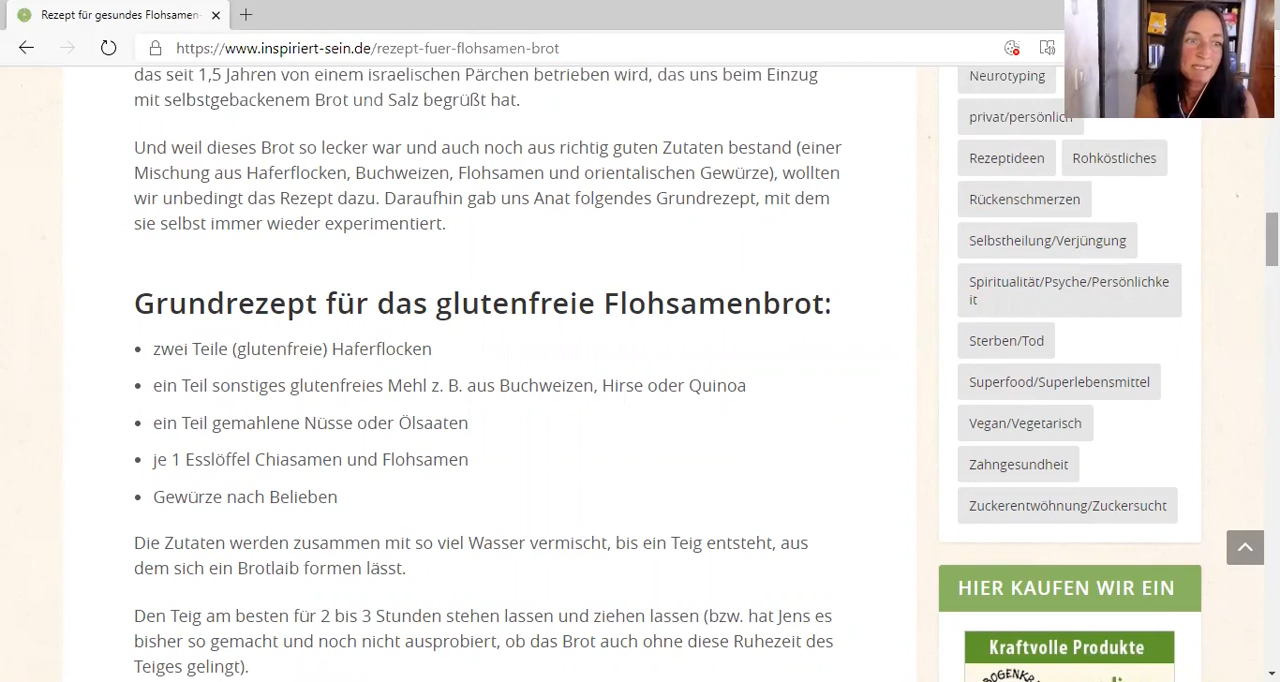 Rezept für gesundes Flohsamen-
https://www.inspiriert-sein.de/rezept-fuer-flohsamen-brot
das seit 1,5 Jahren von einem israelischen Pärchen betrieben wird, das uns beim Einzug
mit selbstgebackenem Brot und Salz begrüßt hat.
Und weil dieses Brot so lecker war und auch noch aus richtig guten Zutaten bestand (einer
Mischung aus Haferflocken, Buchweizen, Flohsamen und orientalischen Gewürze), wollten
wir unbedingt das Rezept dazu. Daraufhin gab uns Anat folgendes Grundrezept, mit dem
sie selbst immer wieder experimentiert.
Grundrezept für das glutenfreie Flohsamenbrot:
• zwei Teile (glutenfreie) Haferflocken
• ein Teil sonstiges glutenfreies Mehl z. B. aus Buchweizen, Hirse oder Quinoa
• ein Teil gemahlene Nüsse oder Ölsaaten
• je 1 Esslöffel Chiasamen und Flohsamen
• Gewürze nach Belieben
Die Zutaten werden zusammen mit so viel Wasser vermischt, bis ein Teig entsteht, aus
dem sich ein Brotlaib formen lässt.
Den Teig am besten für 2 bis 3 Stunden stehen lassen und ziehen lassen (bzw. hat Jens es
bisher so gemacht und noch nicht ausprobiert, ob das Brot auch ohne diese Ruhezeit des
Teiges gelingt).
Neurotyping
privat/persönlich
Rezeptideen
Rohköstliches
Rückenschmerzen
Selbstheilung/Verjüngung
Spiritualität/Psyche/Persönlichke
it
Sterben/Tod
Superfood/Superlebensmittel
Vegan/Vegetarisch
Zahngesundheit
Zuckerentwöhnung/Zuckersucht
HIER KAUFEN WIR EIN
Kraftvolle Produkte